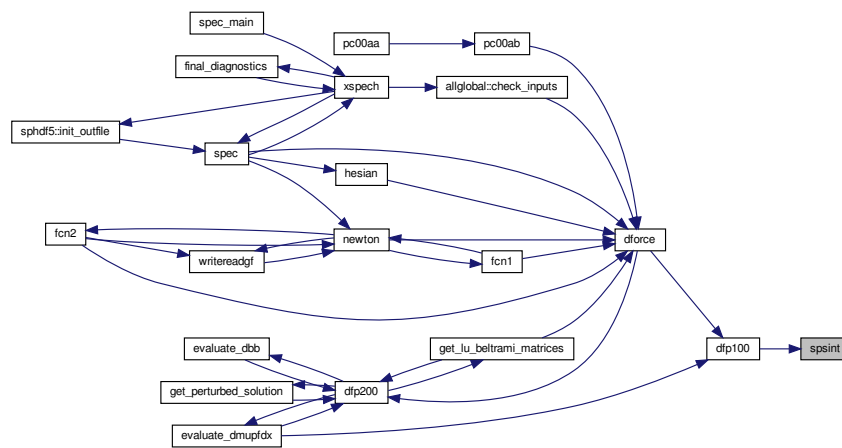 spec_main
pc00aa
pc00ab
final_diagnostics
xspech
allglobal::check_inputs
sphdf5::init_outfile
spec
hesian
fcn2
newton
dforce
writereadgf
fcn1
evaluate_dbb
get_lu_beltrami_matrices
dfp100
spsint
get_perturbed_solution
dfp200
evaluate_dmupfdx